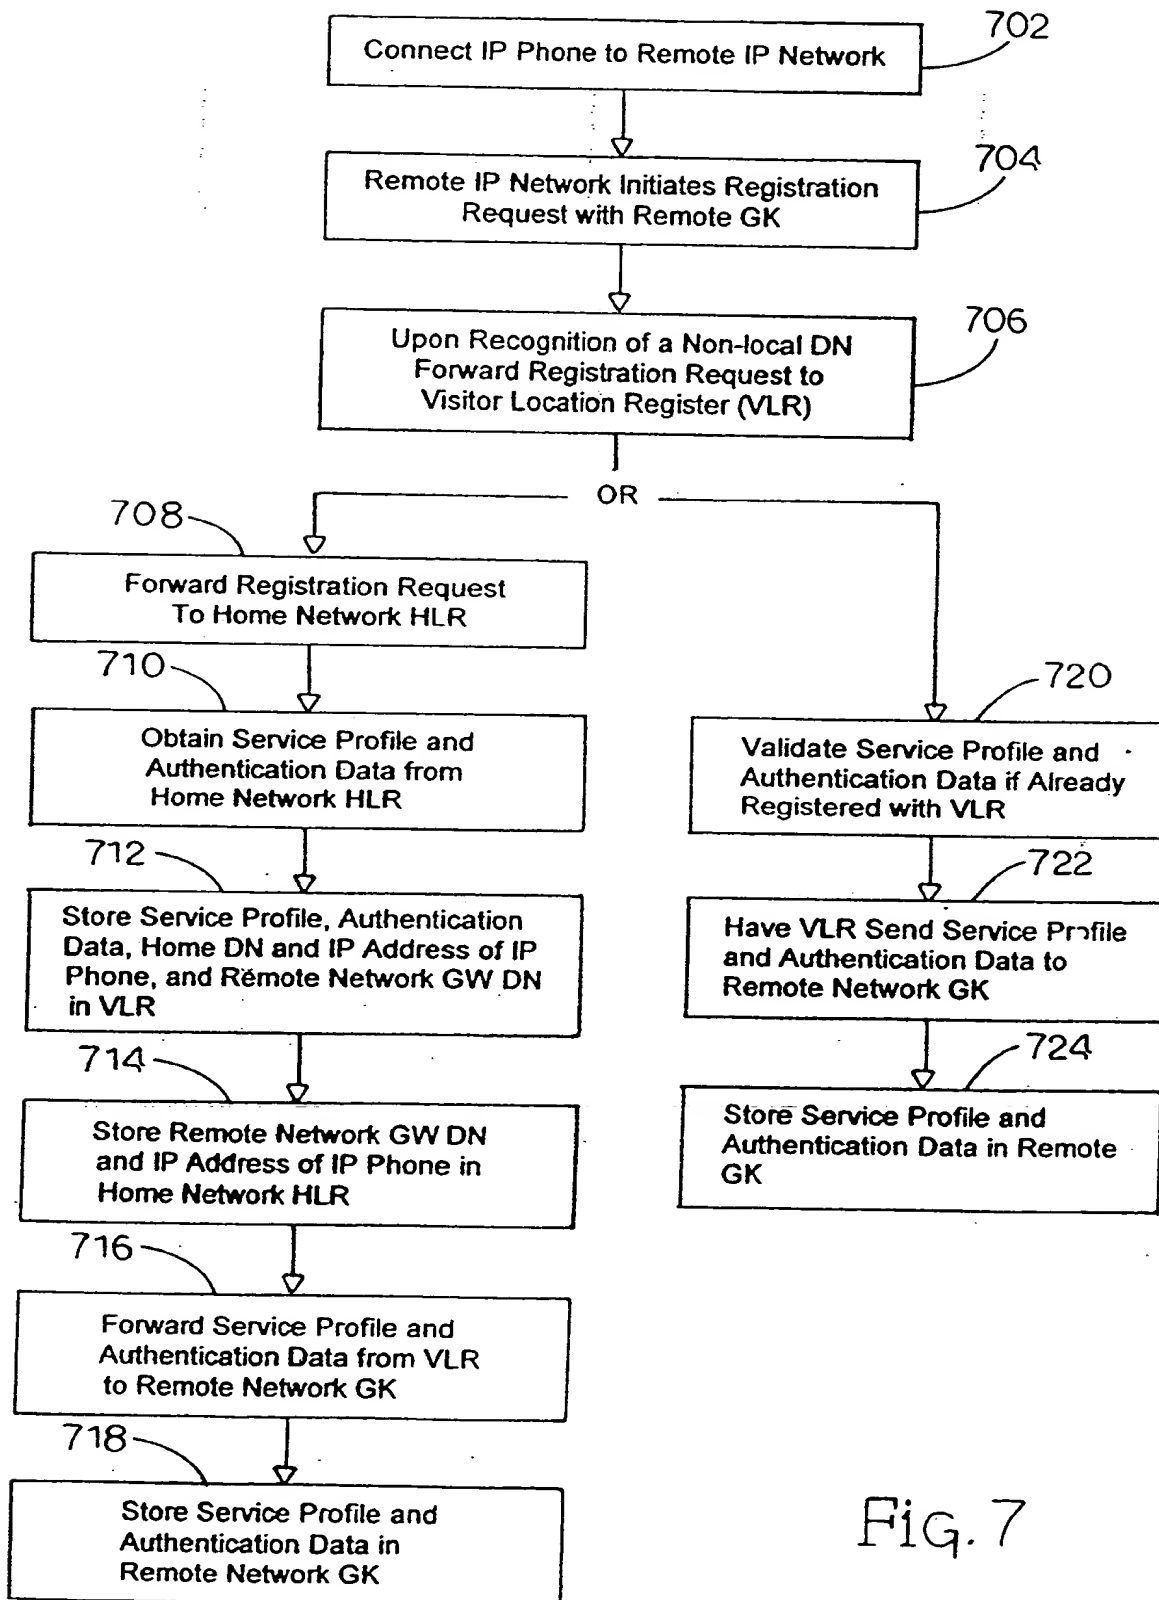 702
Connect IP Phone to Remote IP Network
704
Remote IP Network Initiates Registration
Request with Remote GK
706
Upon Recognition of a Non-local DN
Forward Registration Request to
Visitor Location Register (VLR)
OR
708
Forward Registration Request
To Home Network HLR
710
Obtain Service Profile and
Authentication Data from
Home Network HLR
712
Store Service Profile, Authentication
Data, Home DN and IP Address of IP
Phone, and Remote Network GW DN
in VLR
714
Store Remote Network GW DN
and IP Address of IP Phone in
Home Network HLR
716
Forward Service Profile and
Authentication Data from VLR
to Remote Network GK
718
Store Service Profile and
Authentication Data in
Remote Network GK
720
Validate Service Profile and
Authentication Data if Already
Registered with VLR
722
Have VLR Send Service Profile
and Authentication Data to
Remote Network GK
724
Store Service Profile and
Authentication Data in Remote
GK
Fig. 7